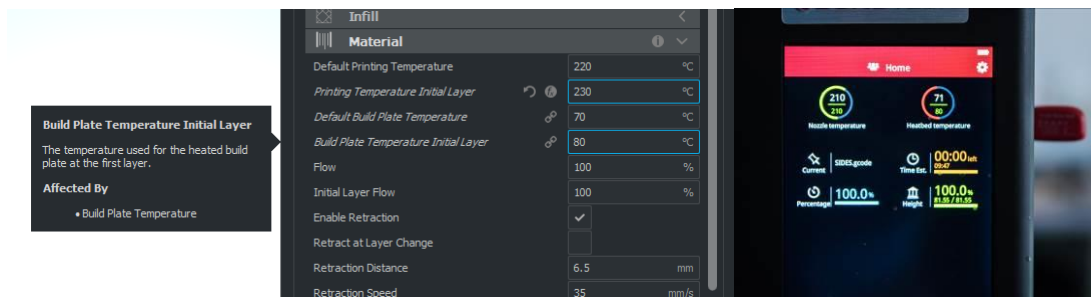 Build Plate Temperature Initial Layer
The temperature used for the heated build
plate at the first layer.
Affected By
• Build Plate Temperature
Infill
Material
Default Printing Temperature 220 °C
Printing Temperature Initial Layer 230 °C
Default Build Plate Temperature 70 °C
Build Plate Temperature Initial Layer 80 °C
Flow 100 %
Initial Layer Flow 100 %
Enable Retraction
Retract at Layer Change
Retraction Distance 6.5 mm
Retraction Speed 35 mm/s
Home
210 71
210 80
Nozzle temperature Heatbed temperature
Current SIDES.gcode
Time Est. 00:00 left
09:47
Percentage 100.0%
Height 100.0%
81.55 / 81.55